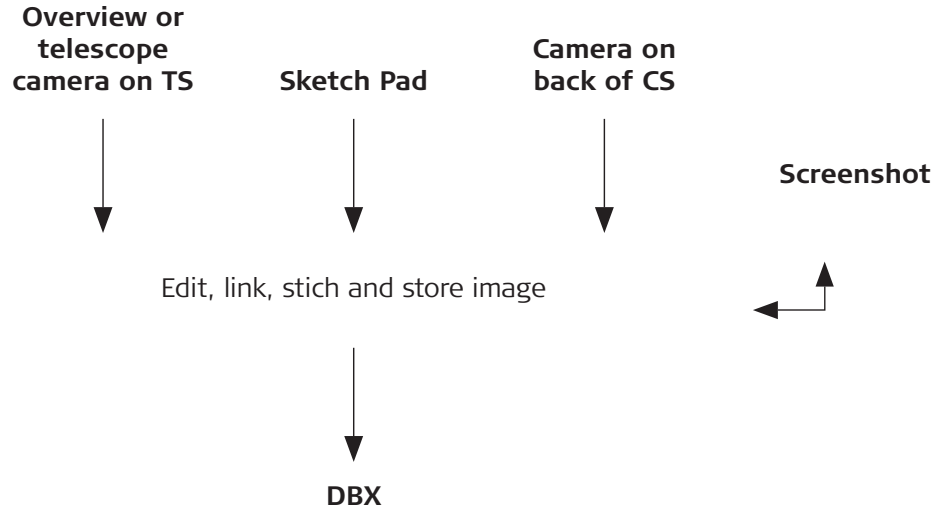 Overview or
telescope
camera on TS
Sketch Pad
Camera on
back of CS
Screenshot
Edit, link, stich and store image
DBX